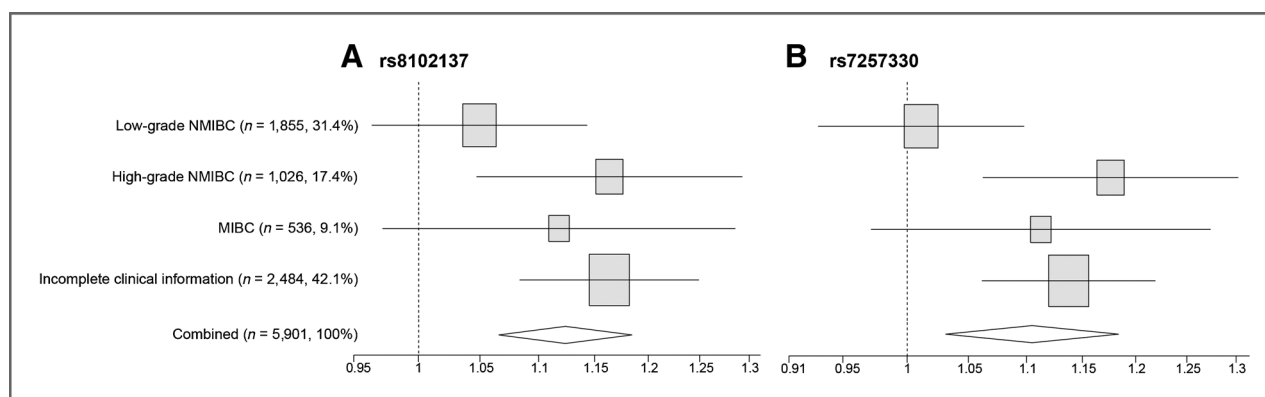 A rs8102137
B rs7257330
Low-grade NMIBC (n = 1,855, 31.4%)
High-grade NMIBC (n = 1,026, 17.4%)
MIBC (n = 536, 9.1%)
Incomplete clinical information (n = 2,484, 42.1%)
Combined (n = 5,901, 100%)
0.95 1 1.05 1.1 1.15 1.2 1.25 1.3
0.91 0.95 1 1.05 1.1 1.15 1.2 1.25 1.3